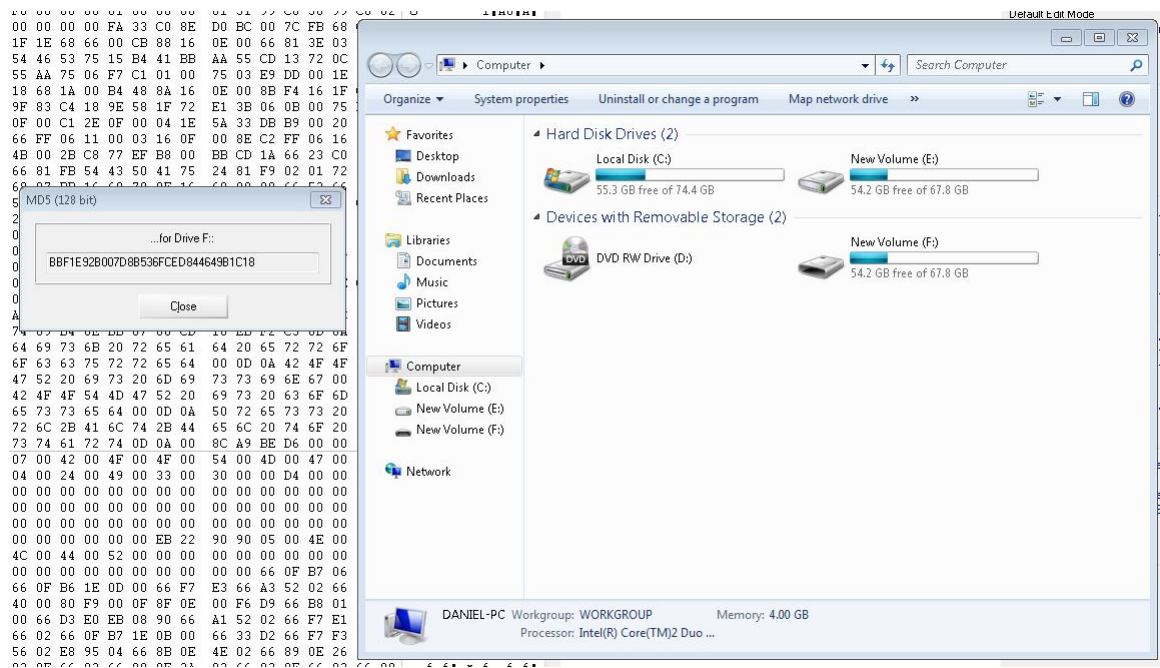 00 00 00 00 FA 33 C0 8E D0 BC 00 7C FB 68
1F 1E 68 66 00 CB 88 16 0E 00 66 81 3E 03
54 46 53 75 15 B4 41 BB AA 55 CD 13 72 0C
55 AA 75 06 F7 C1 01 00 75 03 E9 DD 00 1E
18 68 1A 00 B4 48 8A 16 0E 00 8B F4 16 1F
9F 83 C4 18 9E 58 1F 72 E1 3B 06 0B 00 75
0F 00 C1 2E 0F 00 04 1E 5A 33 DB B9 00 20
66 FF 06 11 00 03 16 0F 00 8E C2 FF 06 16
4B 00 2B C8 77 EF B8 00 BB CD 1A 66 23 C0
66 81 FB 54 43 50 41 75 24 81 F9 02 01 72
MD5 (128 bit)
...for Drive F::
BBF1E92B007D8B536FCED844649B1C18
Close
64 69 73 6B 20 72 65 61 64 20 65 72 72 6F
6F 63 63 75 72 72 65 64 00 0D 0A 42 4F 4F
47 52 20 69 73 20 6D 69 73 73 69 6E 67 00
42 4F 4F 54 4D 47 52 20 69 73 20 63 6F 6D
65 73 73 65 64 00 0D 0A 50 72 65 73 73 20
72 6C 2B 41 6C 74 2B 44 65 6C 20 74 6F 20
73 74 61 72 74 0D 0A 00 8C A9 BE D6 00 00
07 00 42 00 4F 00 4F 00 54 00 4D 00 47 00
04 00 24 00 49 00 33 00 30 00 00 D4 00 00
00 00 00 00 00 00 00 00 00 00 00 00 00 00
00 00 00 00 00 00 00 00 00 00 00 00 00 00
00 00 00 00 00 00 00 00 00 00 00 00 00 00
00 00 00 00 00 00 EB 22 90 90 05 00 4E 00
4C 00 44 00 52 00 00 00 00 00 00 00 00 00
00 00 00 00 00 00 00 00 00 00 66 0F B7 06
66 0F B6 1E 0D 00 66 F7 E3 66 A3 52 02 66
40 00 80 F9 00 0F 8F 0E 00 F6 D9 66 B8 01
00 66 D3 E0 EB 08 90 66 A1 52 02 66 F7 E1
66 02 66 0F B7 1E 0B 00 66 33 D2 66 F7 F3
56 02 E8 95 04 66 8B 0E 4E 02 66 89 0E 26
Default Edit Mode
Computer
Search Computer
Organize System properties Uninstall or change a program Map network drive »
Favorites
Desktop
Downloads
Recent Places
Libraries
Documents
Music
Pictures
Videos
Computer
Local Disk (C:)
New Volume (E:)
New Volume (F:)
Network
Hard Disk Drives (2)
Local Disk (C:)
55.3 GB free of 74.4 GB
New Volume (E:)
54.2 GB free of 67.8 GB
Devices with Removable Storage (2)
DVD
DVD RW Drive (D:)
New Volume (F:)
54.2 GB free of 67.8 GB
DANIEL-PC Workgroup: WORKGROUP Memory: 4.00 GB
Processor: Intel(R) Core(TM)2 Duo ...